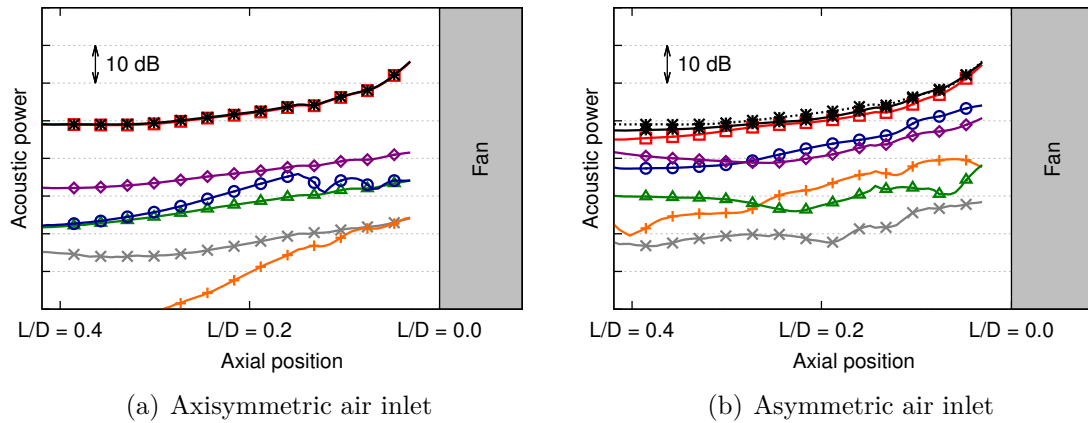 10 dB
Acoustic power
Fan
L/D = 0.4
L/D = 0.2
L/D = 0.0
Axial position
(a) Axisymmetric air inlet
10 dB
Acoustic power
Fan
L/D = 0.4
L/D = 0.2
L/D = 0.0
Axial position
(b) Asymmetric air inlet